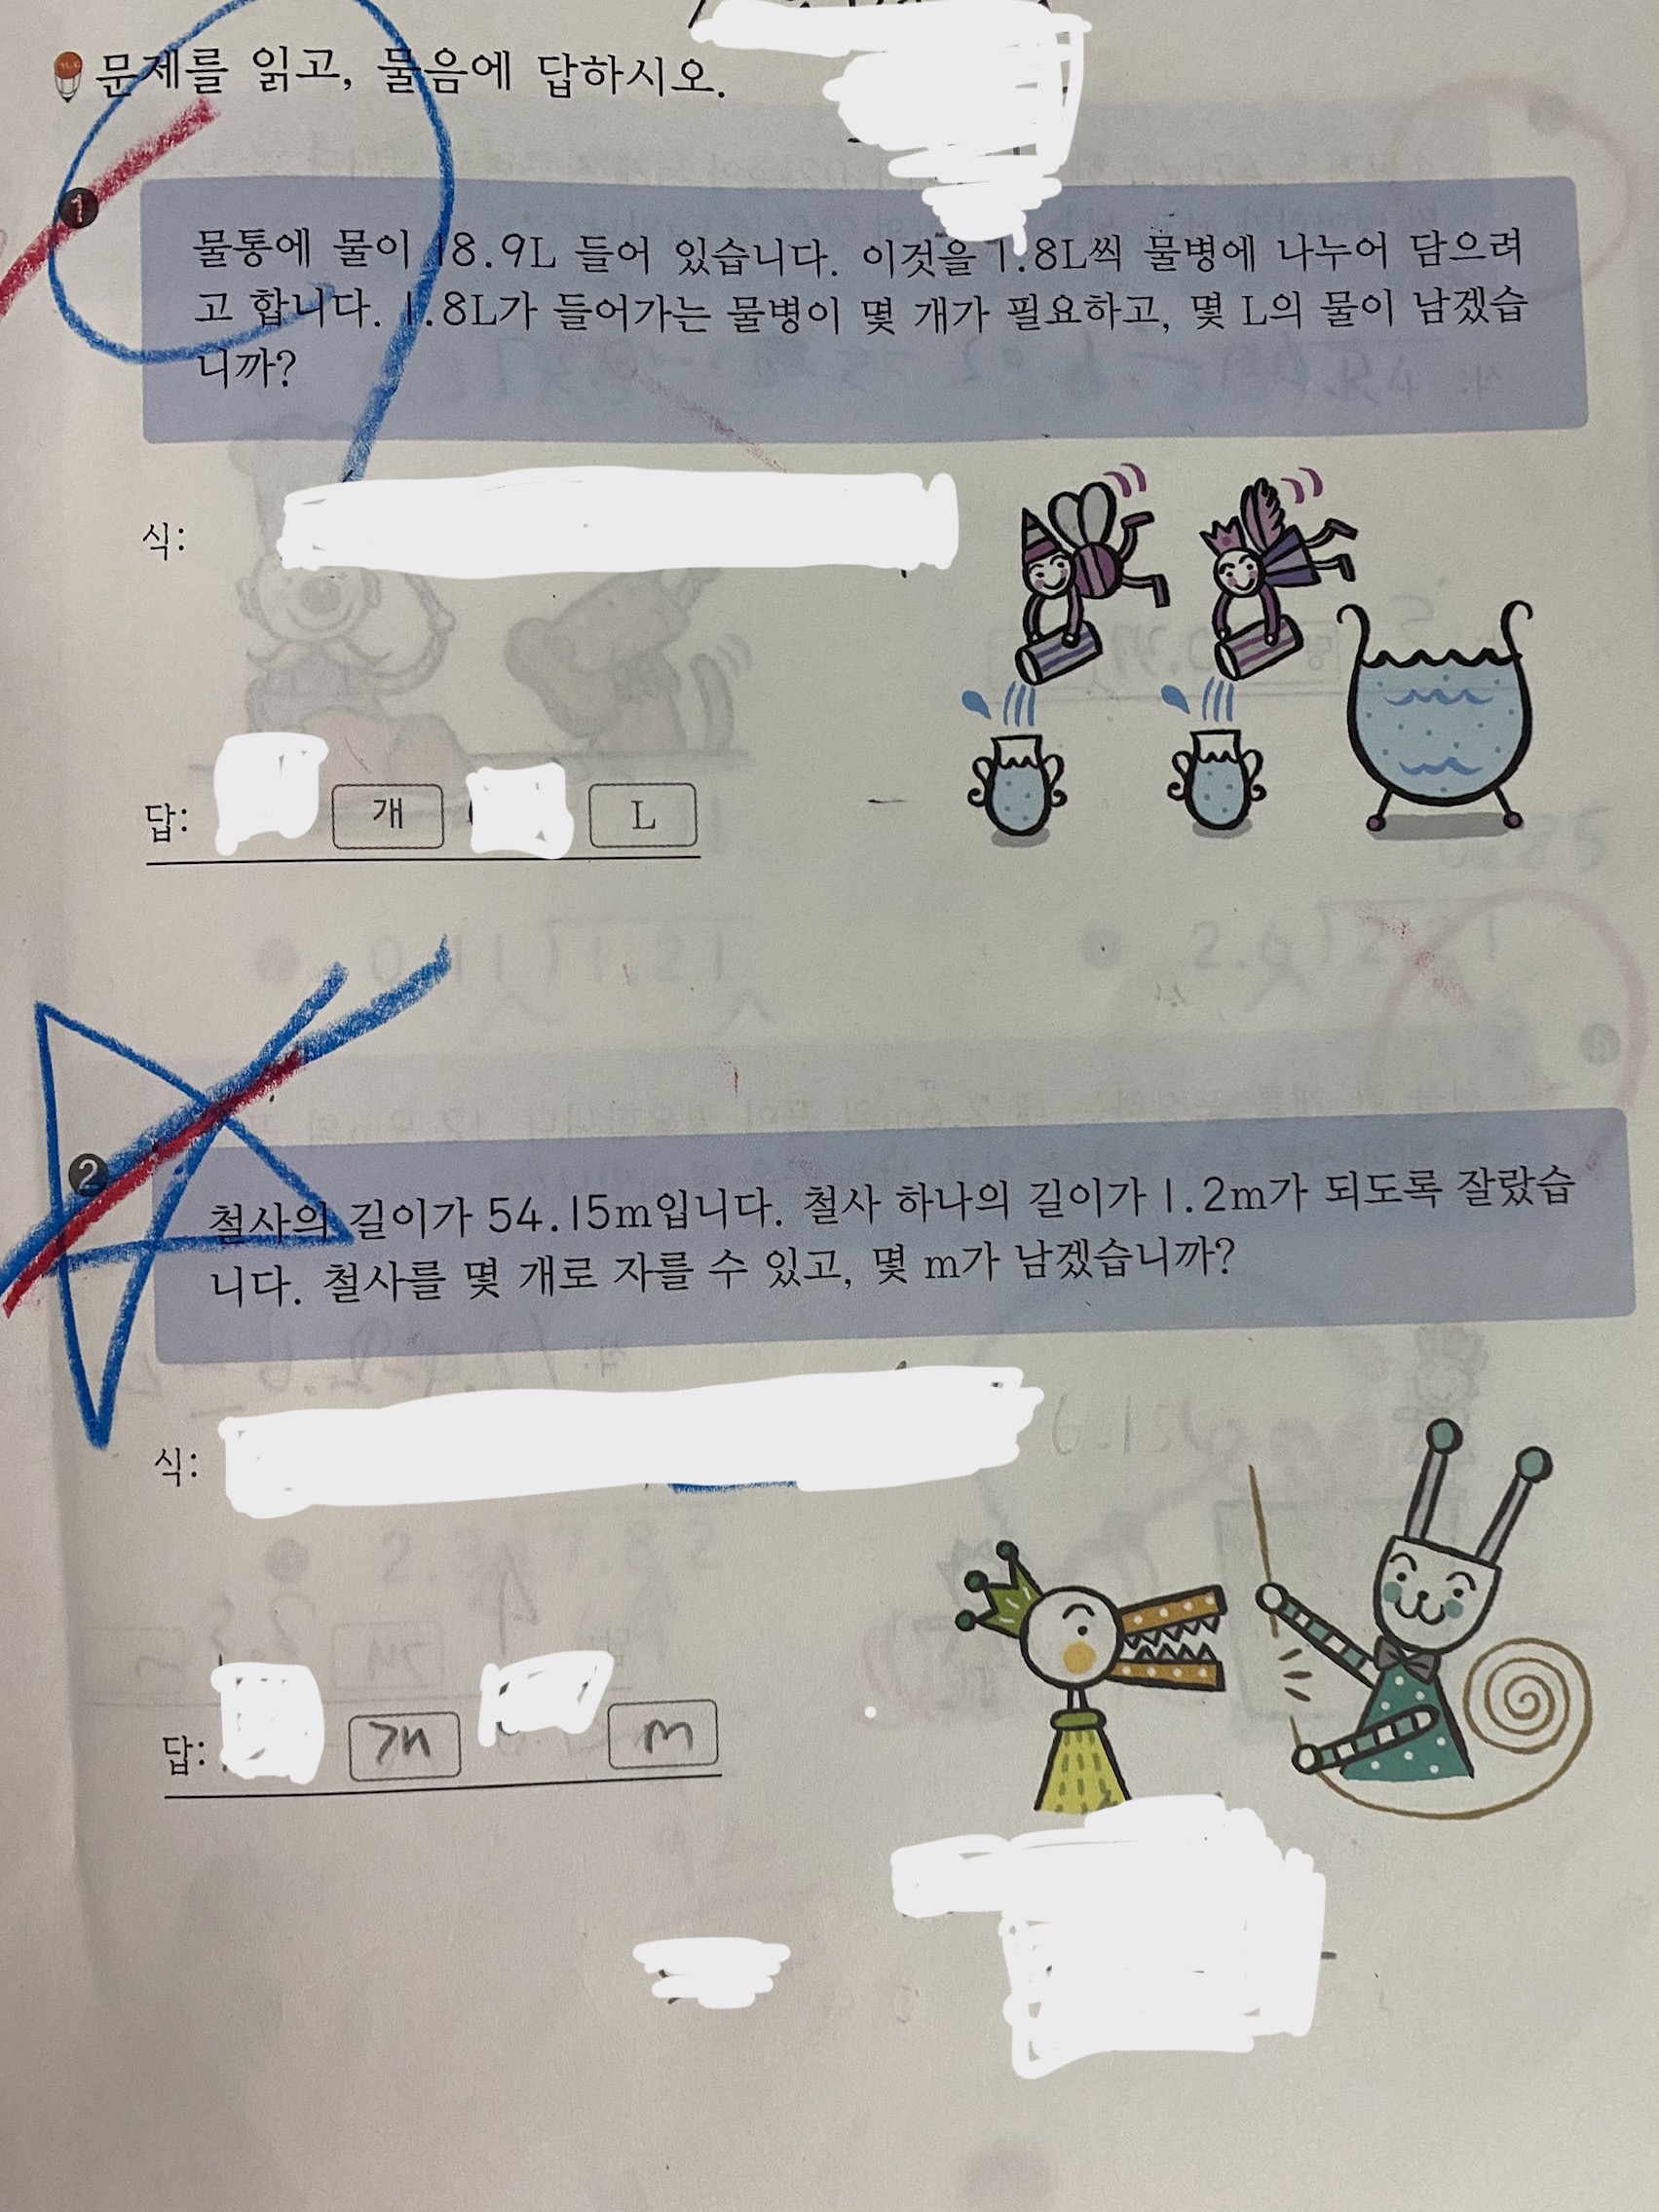 문제를 읽고, 물음에 답하시오.
1
물통에 물이 18.9L 들어 있습니다. 이것을 1.8L씩 물병에 나누어 담으려
고 합니다. 1.8L가 들어가는 물병이 몇 개가 필요하고, 몇 L의 물이 남겠습
니까?
식:
답: 개 L
2
철사의 길이가 54.15m입니다. 철사 하나의 길이가 1.2m가 되도록 잘랐습
니다. 철사를 몇 개로 자를 수 있고, 몇 m가 남겠습니까?
식:
답: 개 m